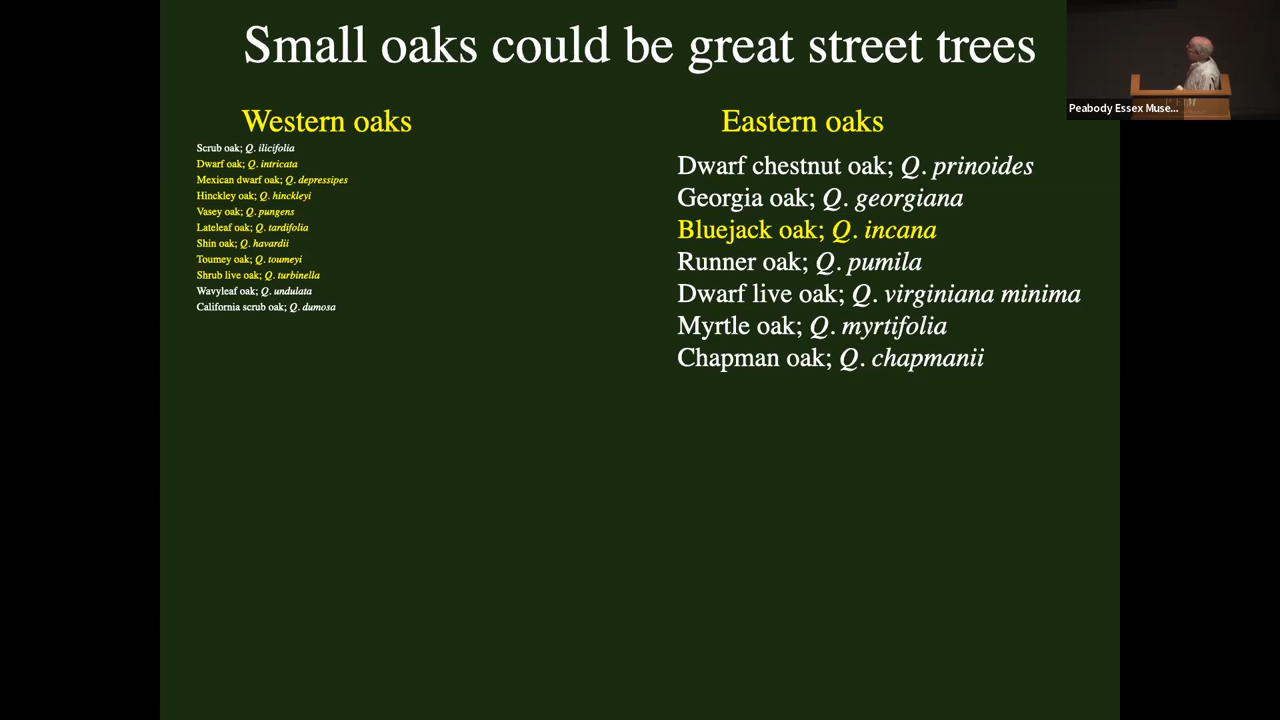 Small oaks could be great street trees
Western oaks
Scrub oak; Q. ilicifolia
Dwarf oak; Q. intricata
Mexican dwarf oak; Q. depressipes
Hinckley oak; Q. hinckleyi
Vasey oak; Q. pungens
Lateleaf oak; Q. tardifolia
Shin oak; Q. havardii
Toumey oak; Q. toumeyi
Shrub live oak; Q. turbinella
Wavyleaf oak; Q. undulata
California scrub oak; Q. dumosa
Eastern oaks
Dwarf chestnut oak; Q. prinoides
Georgia oak; Q. georgiana
Bluejack oak; Q. incana
Runner oak; Q. pumila
Dwarf live oak; Q. virginiana minima
Myrtle oak; Q. myrtifolia
Chapman oak; Q. chapmanii
Peabody Essex Muse...